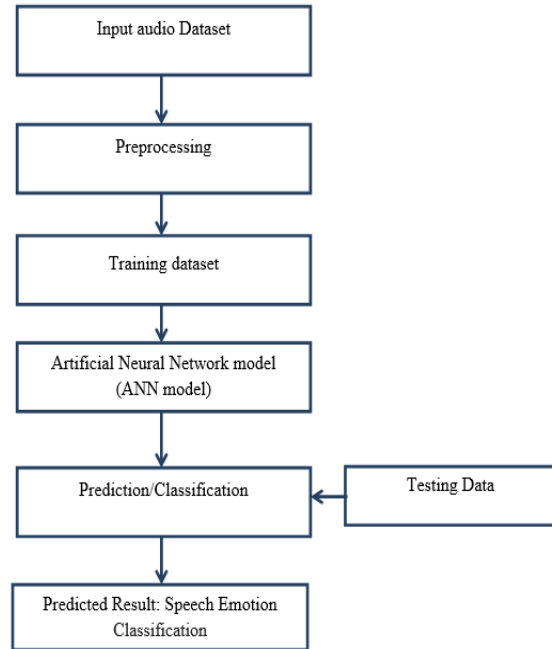 Input audio Dataset
Preprocessing
Training dataset
Artificial Neural Network model
(ANN model)
Prediction/Classification
Testing Data
Predicted Result: Speech Emotion
Classification